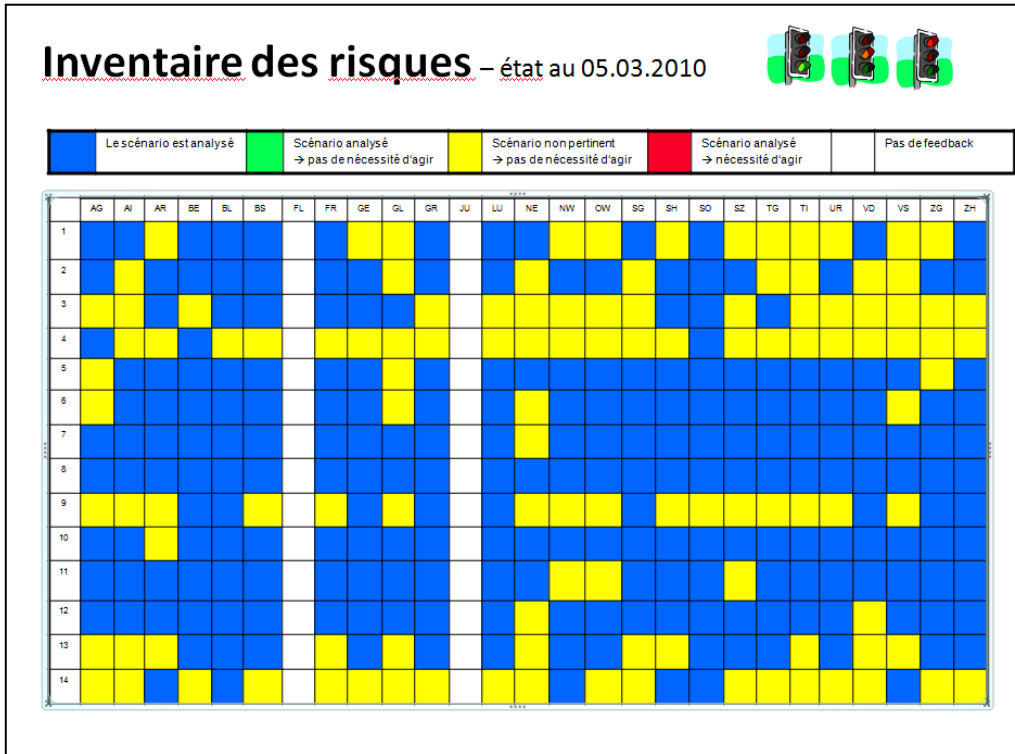 Inventaire des risques – état au 05.03.2010
Le scénario est analysé
Scénario analysé
→ pas de nécessité d'agir
Scénario non pertinent
→ pas de nécessité d'agir
Scénario analysé
→ nécessité d'agir
Pas de feedback
AG AI AR BE BL BS FL FR GE GL GR JU LU NE NW OW SG SH SO SZ TG TI UR VD VS ZG ZH
1
2
3
4
5
6
7
8
9
10
11
12
13
14